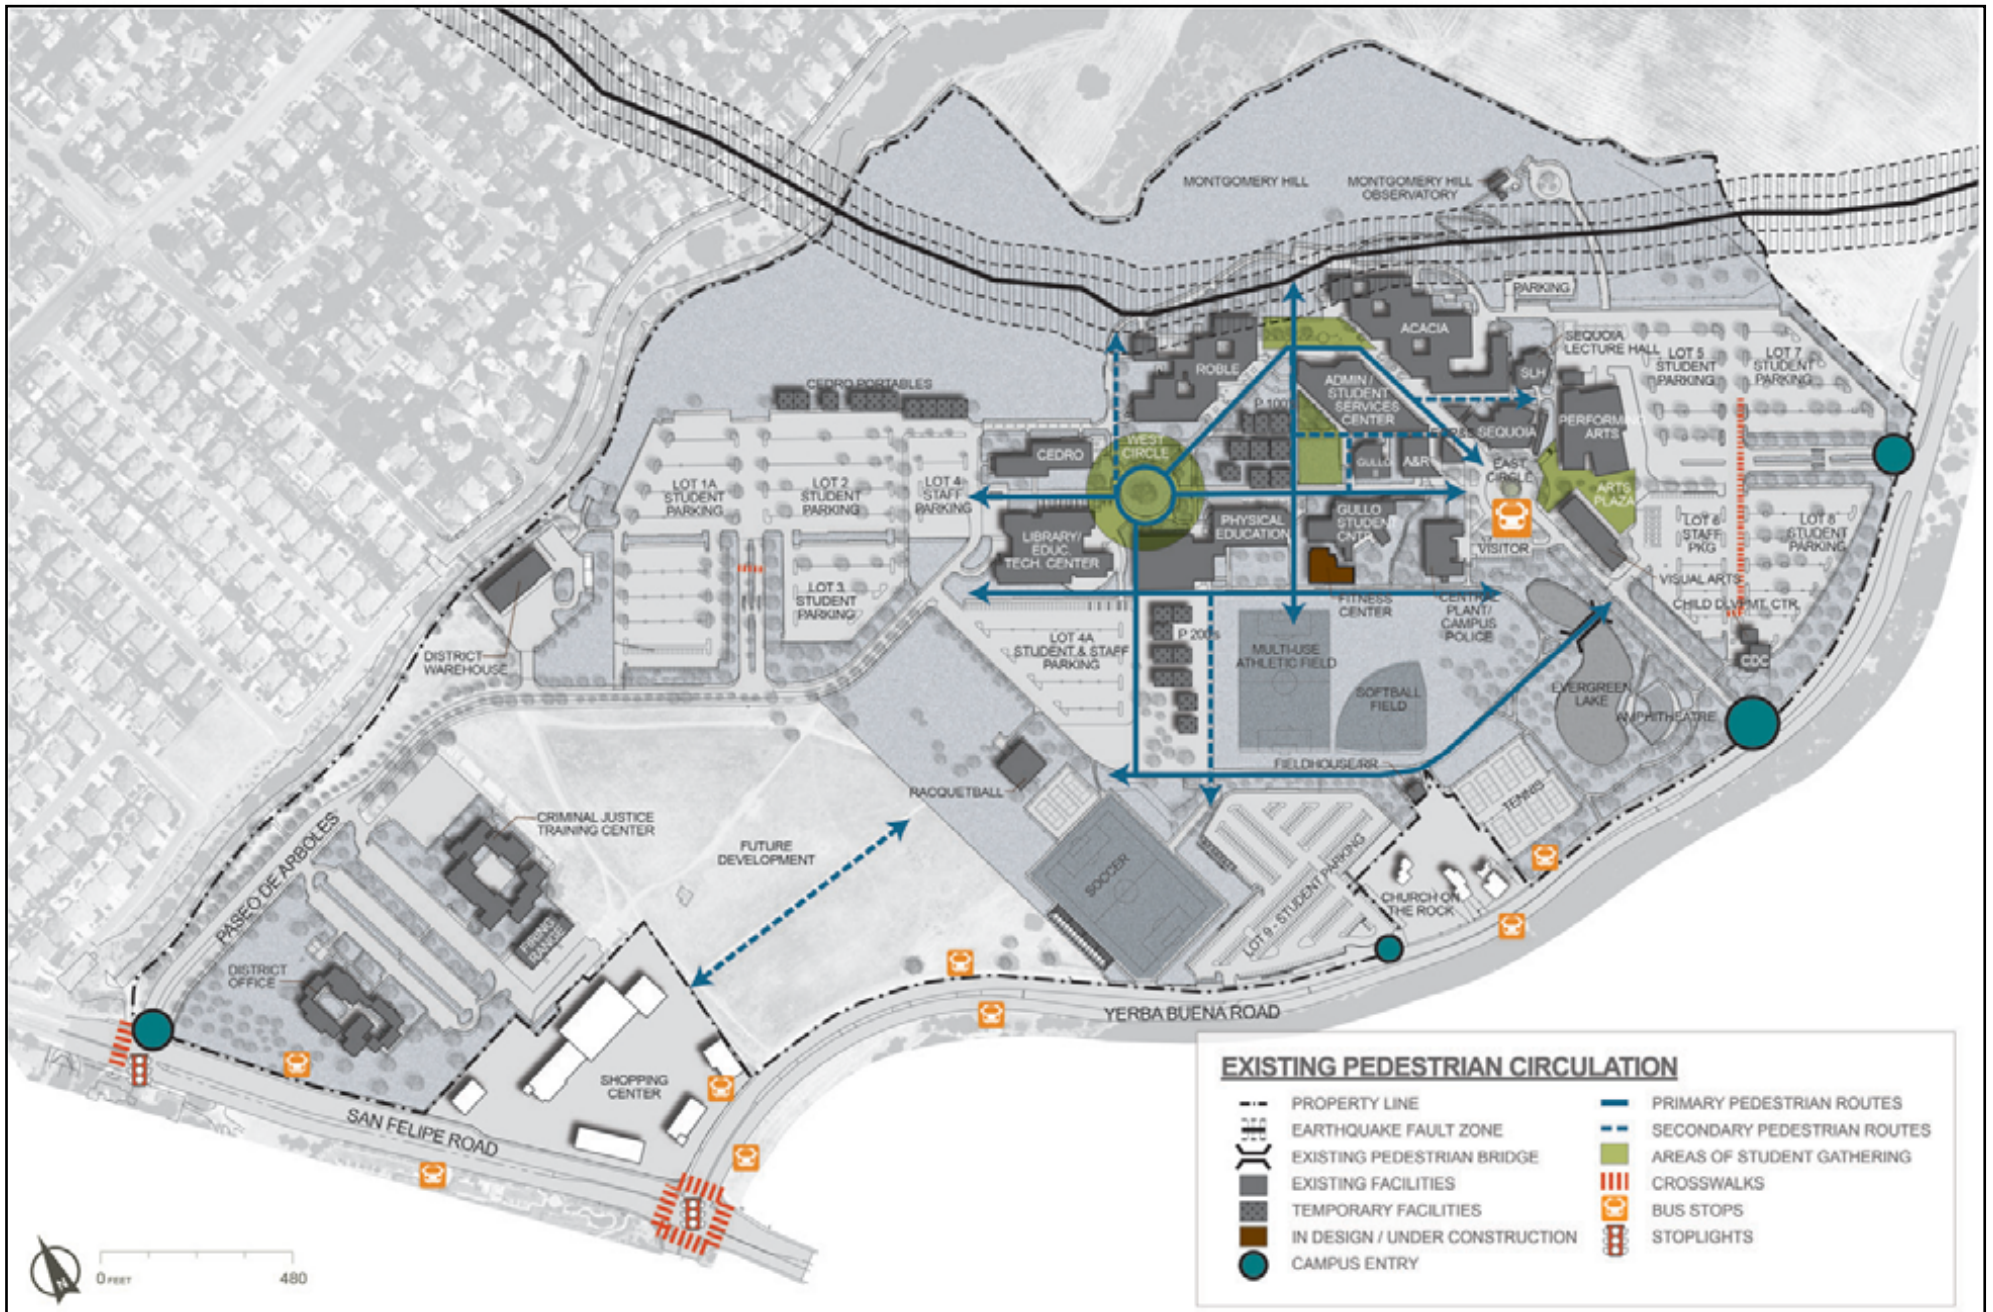 MONTGOMERY HILL
MONTGOMERY HILL
OBSERVATORY
PARKING
ACACIA
SEQUOIA
LECTURE HALL
SLH
LOT 5
STUDENT
PARKING
LOT 7
STUDENT
PARKING
ROBLE
ADMIN /
STUDENT
SERVICES
CENTER
CEDRO PORTABLES
PERFORMING
ARTS
SEQUOIA
WEST
CIRCLE
CEDRO
GULLO
A&R
EAST
CIRCLE
ARTS
PLAZA
LOT 1A
STUDENT
PARKING
LOT 2
STUDENT
PARKING
LOT 4
STAFF
PARKING
LIBRARY/
EDUC.
TECH. CENTER
PHYSICAL
EDUCATION
GULLO
STUDENT
CNTR
VISITOR
LOT 6
STAFF
PKG
LOT 8
STUDENT
PARKING
VISUAL ARTS
LOT 3
STUDENT
PARKING
FITNESS
CENTER
CENTRAL
PLANT/
CAMPUS
POLICE
CHILD DLVPMT. CTR.
CDC
DISTRICT
WAREHOUSE
LOT 4A
STUDENT & STAFF
PARKING
P 200's
MULTI-USE
ATHLETIC FIELD
SOFTBALL
FIELD
EVERGREEN
LAKE
AMPHITHEATRE
FIELDHOUSE/RR
RACQUETBALL
TENNIS
CRIMINAL JUSTICE
TRAINING CENTER
FUTURE
DEVELOPMENT
SOCCER
LOT 9 - STUDENT PARKING
CHURCH ON
THE ROCK
PASEO DE ARBOLES
FIRING
RANGE
DISTRICT
OFFICE
YERBA BUENA ROAD
SHOPPING
CENTER
SAN FELIPE ROAD
EXISTING PEDESTRIAN CIRCULATION
PROPERTY LINE
EARTHQUAKE FAULT ZONE
EXISTING PEDESTRIAN BRIDGE
EXISTING FACILITIES
TEMPORARY FACILITIES
IN DESIGN / UNDER CONSTRUCTION
CAMPUS ENTRY
PRIMARY PEDESTRIAN ROUTES
SECONDARY PEDESTRIAN ROUTES
AREAS OF STUDENT GATHERING
CROSSWALKS
BUS STOPS
STOPLIGHTS
N
0 FEET 480